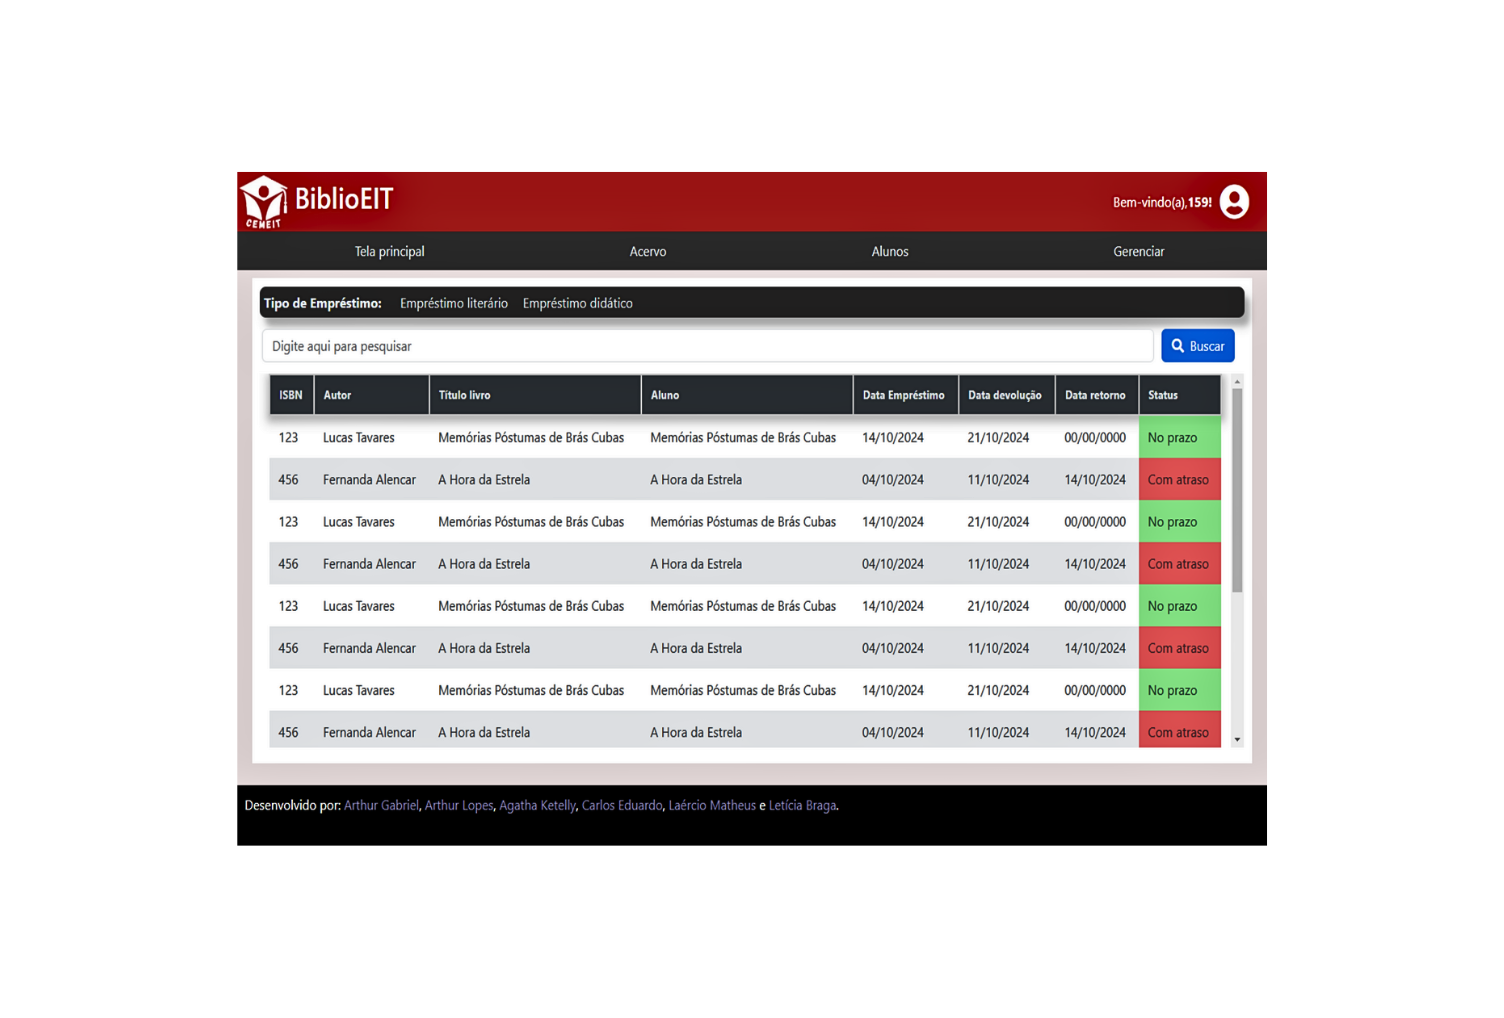 BiblioEIT
CEMEIT
Bem-vindo(a),159!
Tela principal Acervo Alunos Gerenciar
Tipo de Empréstimo: Empréstimo literário Empréstimo didático
Digite aqui para pesquisar Buscar
ISBN Autor Título livro Aluno Data Empréstimo Data devolução Data retorno Status
123 Lucas Tavares Memórias Póstumas de Brás Cubas Memórias Póstumas de Brás Cubas 14/10/2024 21/10/2024 00/00/0000 No prazo
456 Fernanda Alencar A Hora da Estrela A Hora da Estrela 04/10/2024 11/10/2024 14/10/2024 Com atraso
123 Lucas Tavares Memórias Póstumas de Brás Cubas Memórias Póstumas de Brás Cubas 14/10/2024 21/10/2024 00/00/0000 No prazo
456 Fernanda Alencar A Hora da Estrela A Hora da Estrela 04/10/2024 11/10/2024 14/10/2024 Com atraso
123 Lucas Tavares Memórias Póstumas de Brás Cubas Memórias Póstumas de Brás Cubas 14/10/2024 21/10/2024 00/00/0000 No prazo
456 Fernanda Alencar A Hora da Estrela A Hora da Estrela 04/10/2024 11/10/2024 14/10/2024 Com atraso
123 Lucas Tavares Memórias Póstumas de Brás Cubas Memórias Póstumas de Brás Cubas 14/10/2024 21/10/2024 00/00/0000 No prazo
456 Fernanda Alencar A Hora da Estrela A Hora da Estrela 04/10/2024 11/10/2024 14/10/2024 Com atraso
Desenvolvido por: Arthur Gabriel, Arthur Lopes, Agatha Ketelly, Carlos Eduardo, Laércio Matheus e Letícia Braga.